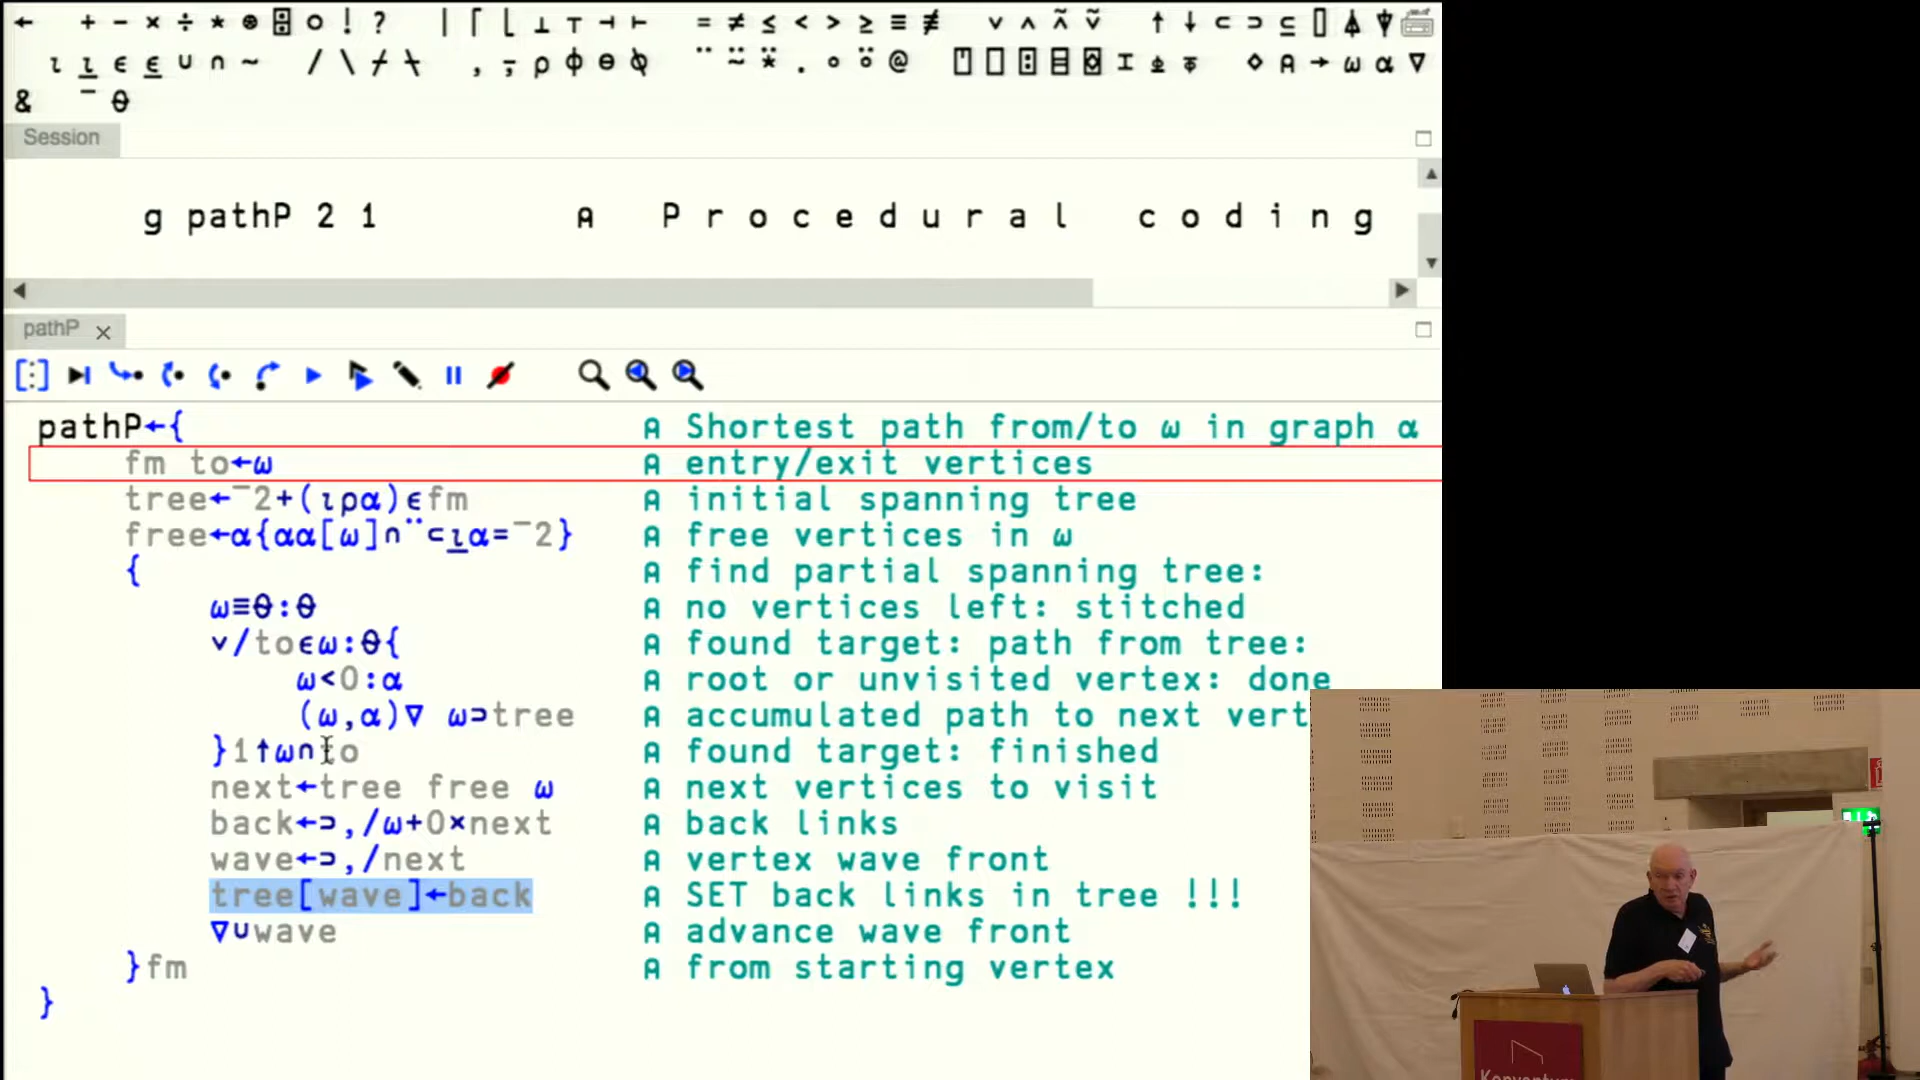 ← + - × ÷ * ⍟ ⌹ ○ ! ? | ⌈ ⌊ ⊥ ⊤ ⊣ ⊢ = ≠ ≤ < > ≥ ≡ ≢ ∨ ∧ ⍲ ⍱ ↑ ↓ ⊂ ⊃ ⊆ ⌷ ⍋ ⍒
⍳ ⍸ ∊ ⍷ ∪ ∩ ~ / \ ⌿ ⍀ , ⍪ ⍴ ⌽ ⊖ ⍉ ¨ ⍨ ⍣ . ∘ ⍤ @ ⍞ ⎕ ⍠ ⌸ ⌺ ⌶ ⍎ ⍕ ⋄ ⍝ → ⍵ ⍺ ∇
& ¯ ⍬
Session
g pathP 2 1 ⍝ P r o c e d u r a l c o d i n g
pathP ×
pathP←{ ⍝ Shortest path from/to ⍵ in graph ⍺
fm to←⍵ ⍝ entry/exit vertices
tree←¯2+(⍳⍴⍺)∊fm ⍝ initial spanning tree
free←⍺{⍺⍺[⍵]∩¨⊂⍸⍺=¯2} ⍝ free vertices in ⍵
{ ⍝ find partial spanning tree:
⍵≡⍬:⍬ ⍝ no vertices left: stitched
∨/to∊⍵:⍬{ ⍝ found target: path from tree:
⍵<0:⍺ ⍝ root or unvisited vertex: done
(⍵,⍺)∇ ⍵⊃tree ⍝ accumulated path to next vert
}1↑⍵∩to ⍝ found target: finished
next←tree free ⍵ ⍝ next vertices to visit
back←⊃,/⍵+0×next ⍝ back links
wave←⊃,/next ⍝ vertex wave front
tree[wave]←back ⍝ SET back links in tree !!!
∇∪wave ⍝ advance wave front
}fm ⍝ from starting vertex
}